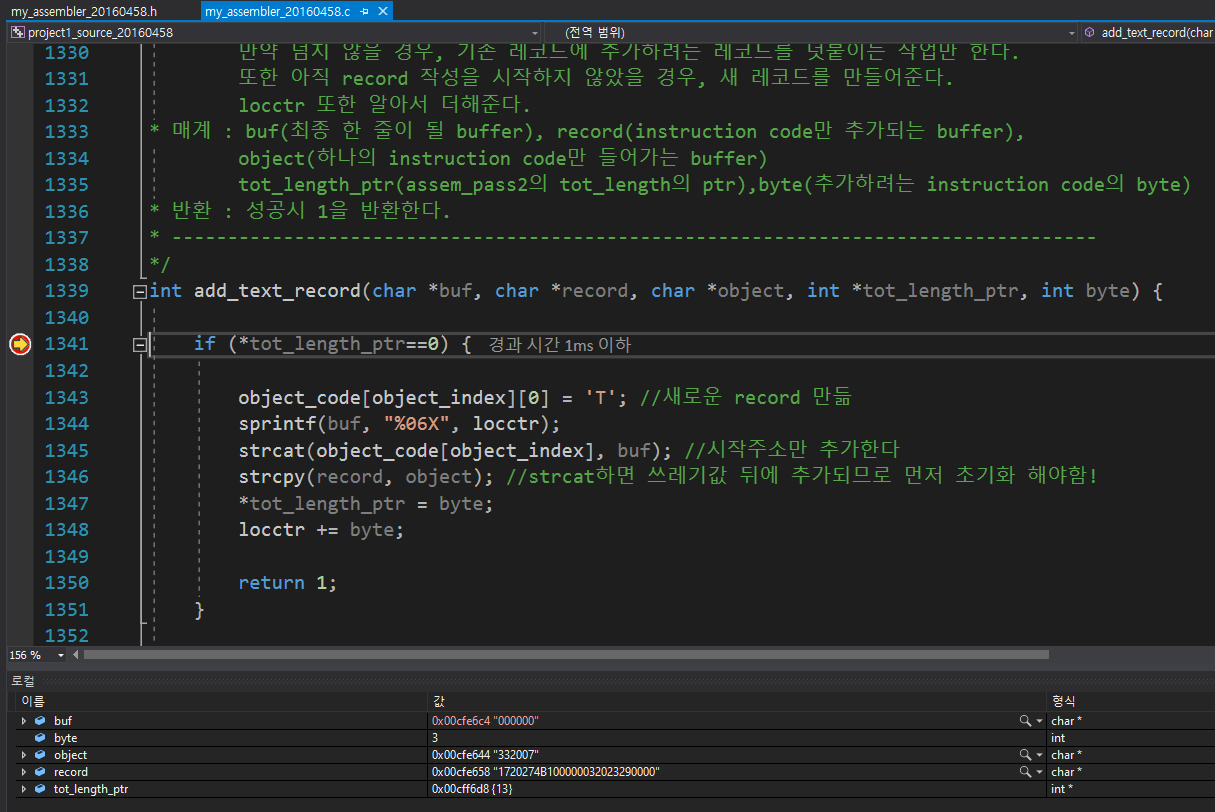 my_assembler_20160458.h my_assembler_20160458.c
project1_source_20160458 (전역 범위) add_text_record(char
1330 만약 넘지 않을 경우, 기존 레코드에 추가하려는 레코드를 덧붙이는 작업만 한다.
1331 또한 아직 record 작성을 시작하지 않았을 경우, 새 레코드를 만들어준다.
1332 locctr 또한 알아서 더해준다.
1333 * 매계 : buf(최종 한 줄이 될 buffer), record(instruction code만 추가되는 buffer),
1334 object(하나의 instruction code만 들어가는 buffer)
1335 tot_length_ptr(assem_pass2의 tot_length의 ptr),byte(추가하려는 instruction code의 byte)
1336 * 반환 : 성공시 1을 반환한다.
1337 * -----------------------------------------------------------------------------------
1338 */
1339 int add_text_record(char *buf, char *record, char *object, int *tot_length_ptr, int byte) {
1340
1341 if (*tot_length_ptr==0) { 경과 시간 1ms 이하
1342
1343 object_code[object_index][0] = 'T'; //새로운 record 만듦
1344 sprintf(buf, "%06X", locctr);
1345 strcat(object_code[object_index], buf); //시작주소만 추가한다
1346 strcpy(record, object); //strcat하면 쓰레기값 뒤에 추가되므로 먼저 초기화 해야함!
1347 *tot_length_ptr = byte;
1348 locctr += byte;
1349
1350 return 1;
1351 }
1352
156 %
로컬
이름 값 형식
buf 0x00cfe6c4 "000000" char *
byte 3 int
object 0x00cfe644 "332007" char *
record 0x00cfe658 "1720274B100000032023290000" char *
tot_length_ptr 0x00cff6d8 {13} int *